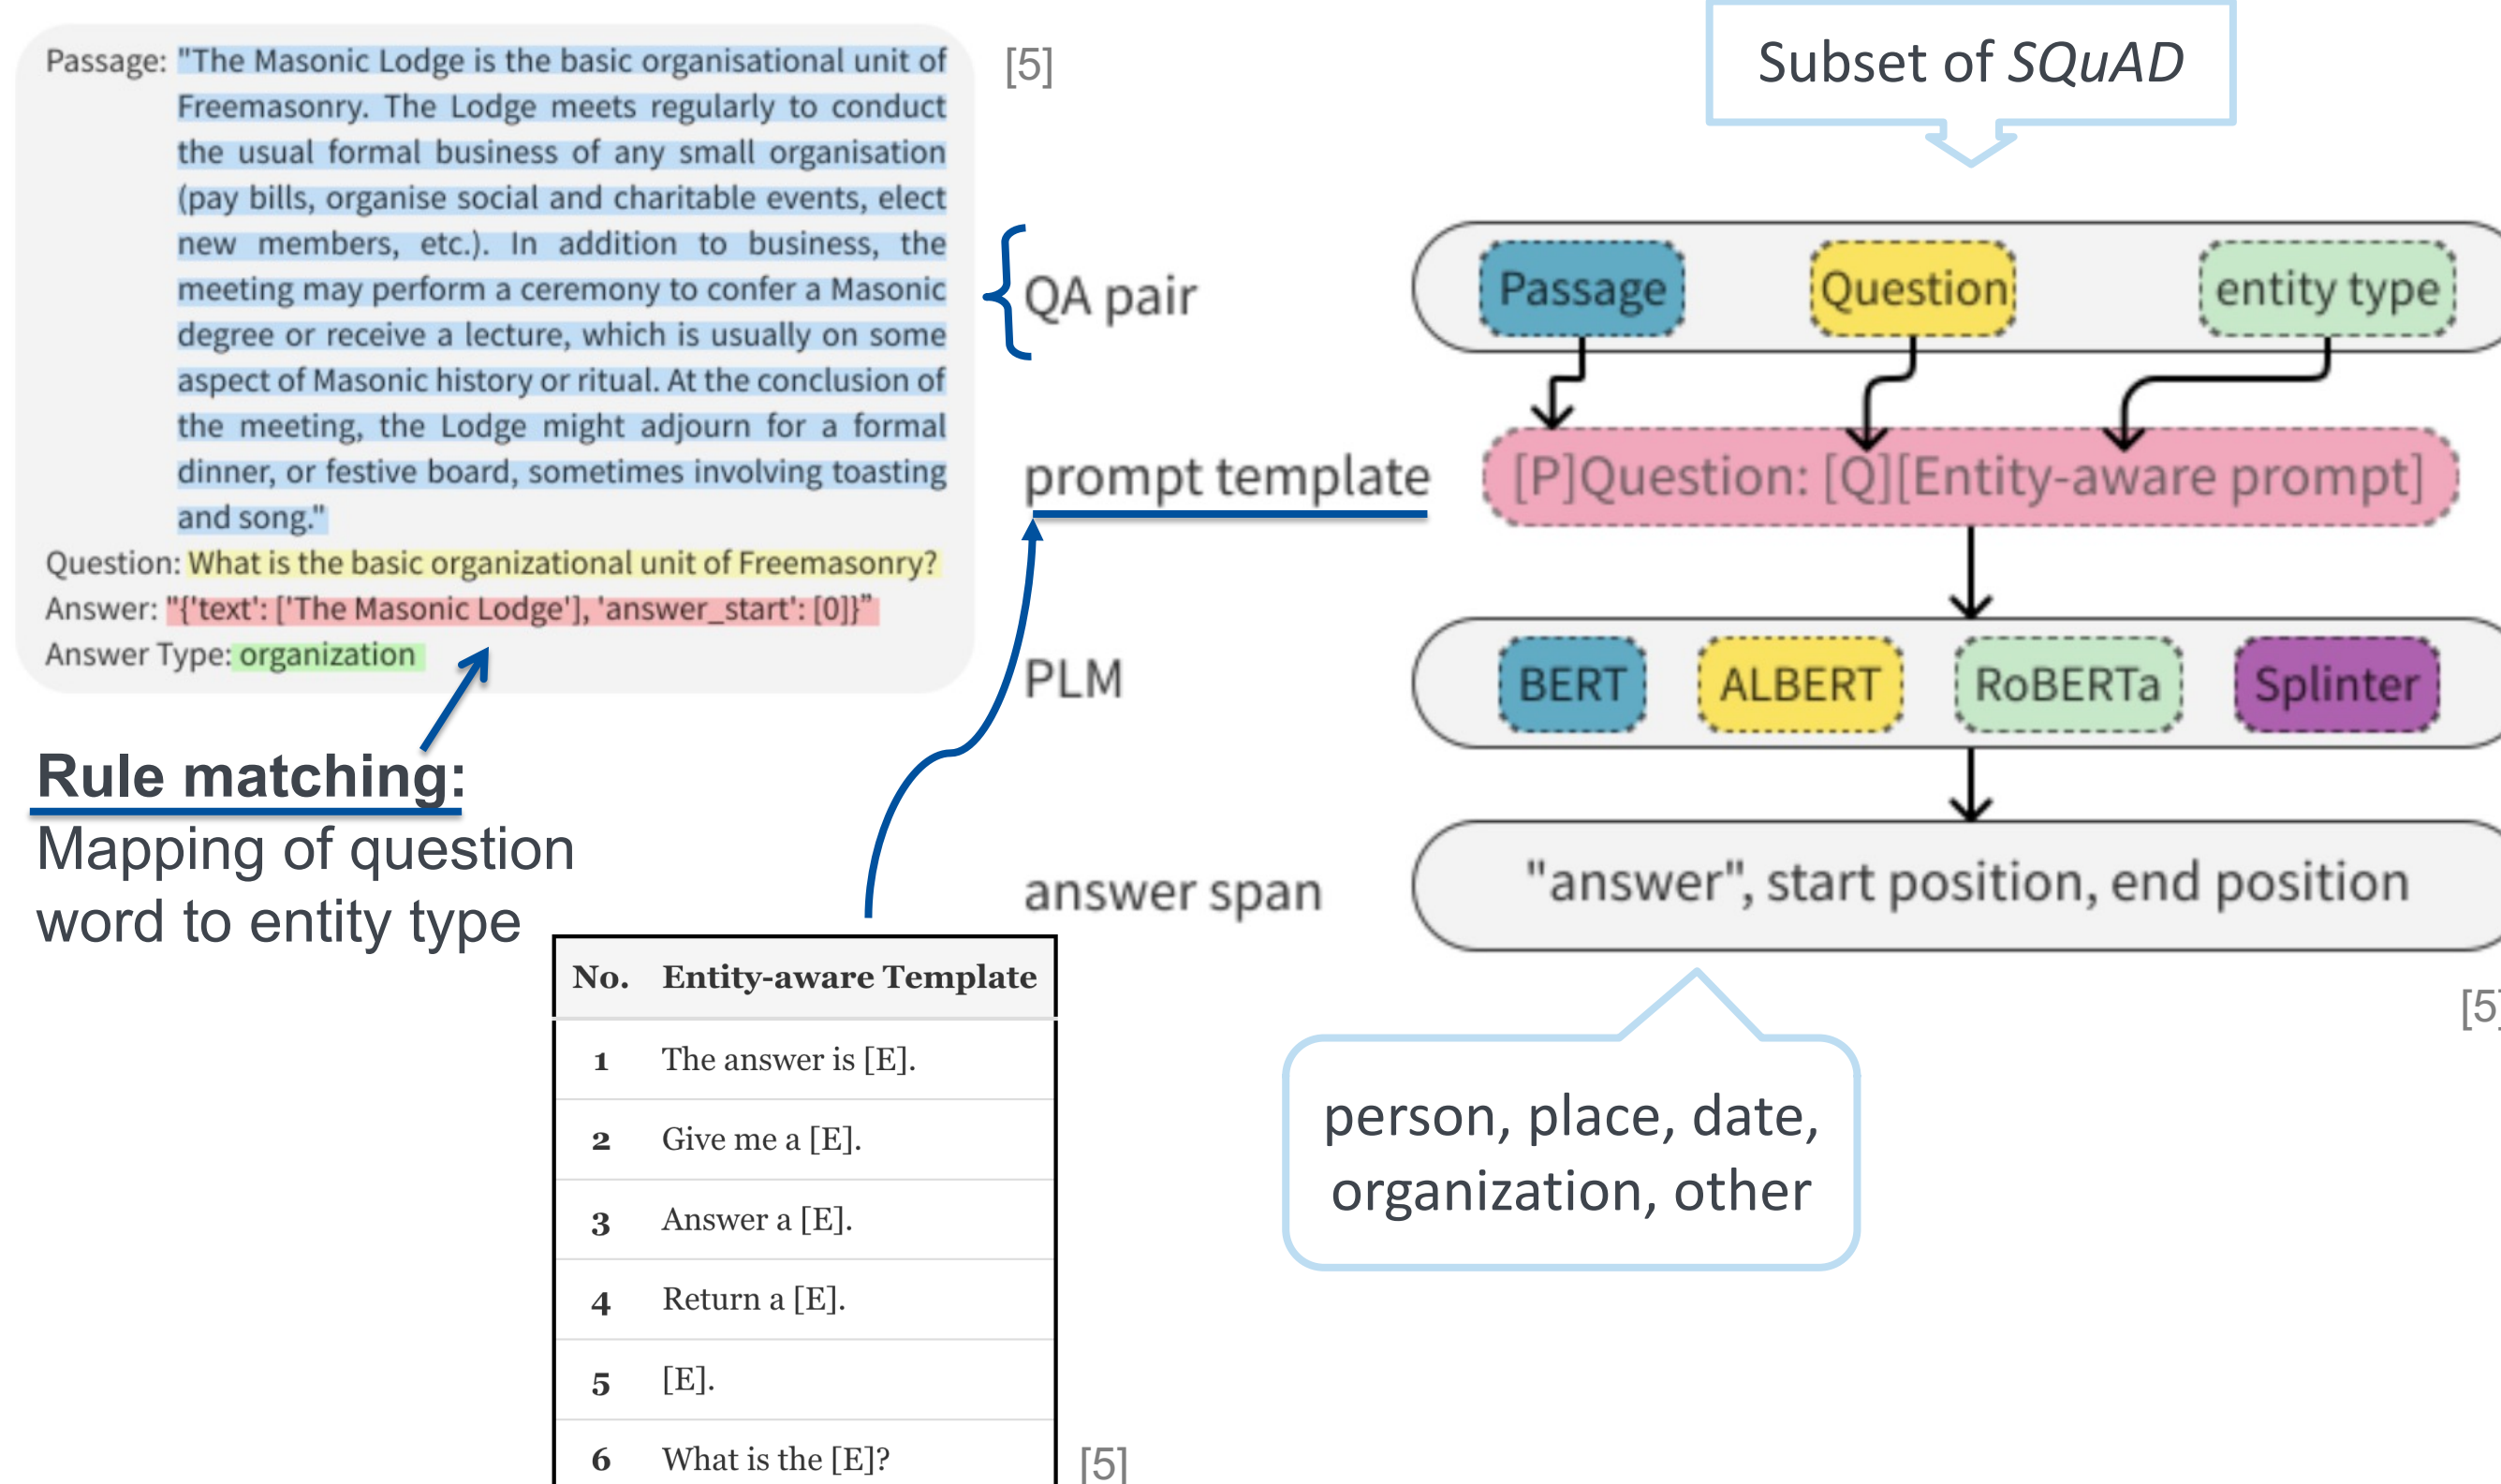 Passage: "The Masonic Lodge is the basic organisational unit of
Freemasonry. The Lodge meets regularly to conduct
the usual formal business of any small organisation
(pay bills, organise social and charitable events, elect
new members, etc.). In addition to business, the
meeting may perform a ceremony to confer a Masonic
degree or receive a lecture, which is usually on some
aspect of Masonic history or ritual. At the conclusion of
the meeting, the Lodge might adjourn for a formal
dinner, or festive board, sometimes involving toasting
and song."
Question: What is the basic organizational unit of Freemasonry?
Answer: "{'text': ['The Masonic Lodge'], 'answer_start': [0]}”
Answer Type: organization
[5]
Rule matching:
Mapping of question
word to entity type
Subset of SQuAD
QA pair
Passage Question entity type
prompt template
[P]Question: [Q][Entity-aware prompt]
PLM
BERT ALBERT RoBERTa Splinter
answer span
"answer", start position, end position
[5]
person, place, date,
organization, other
No. Entity-aware Template
1 The answer is [E].
2 Give me a [E].
3 Answer a [E].
4 Return a [E].
5 [E].
6 What is the [E]?
[5]